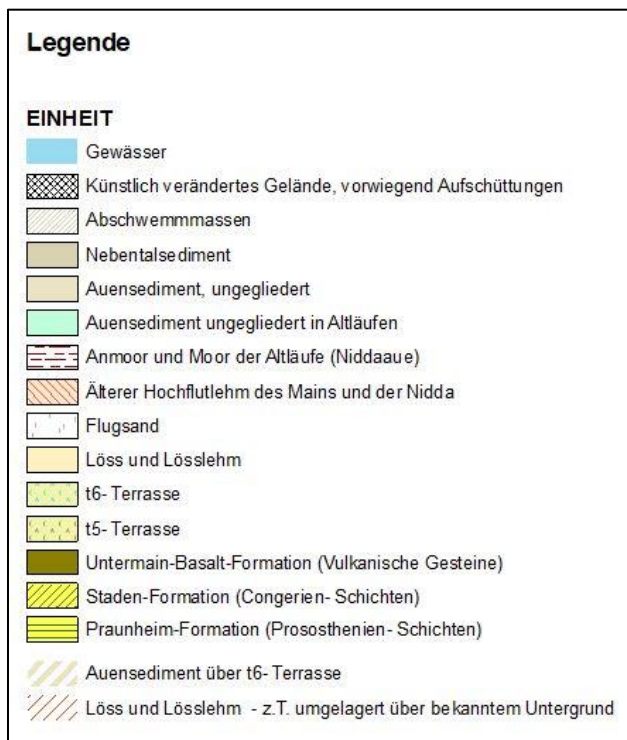 Legende
EINHEIT
Gewässer
Künstlich verändertes Gelände, vorwiegend Aufschüttungen
Abschwemmmassen
Nebentalsediment
Auensediment, ungegliedert
Auensediment ungegliedert in Altläufen
Anmoor und Moor der Altläufe (Niddaaue)
Älterer Hochflutlehm des Mains und der Nidda
Flugsand
Löss und Lösslehm
t6- Terrasse
t5- Terrasse
Untermain-Basalt-Formation (Vulkanische Gesteine)
Staden-Formation (Congerien- Schichten)
Praunheim-Formation (Prososthenien- Schichten)
Auensediment über t6- Terrasse
Löss und Lösslehm - z.T. umgelagert über bekanntem Untergrund